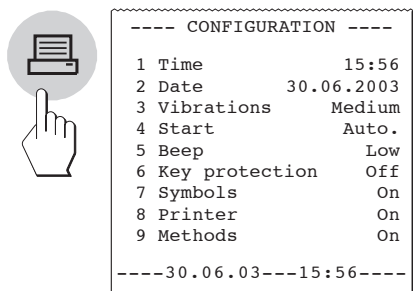 ---- CONFIGURATION ----
1 Time 15:56
2 Date 30.06.2003
3 Vibrations Medium
4 Start Auto.
5 Beep Low
6 Key protection Off
7 Symbols On
8 Printer On
9 Methods On
----30.06.03---15:56----